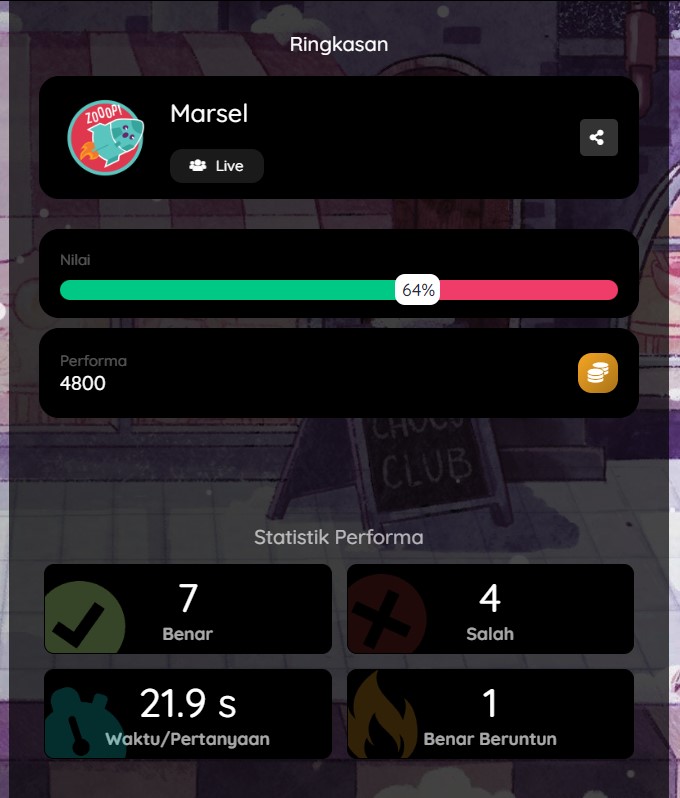 Ringkasan
ZOOOP!
Marsel
Live
Nilai
64%
Performa
4800
CHOCO
CLUB
Statistik Performa
7
Benar
4
Salah
21.9 s
Waktu/Pertanyaan
1
Benar Beruntun